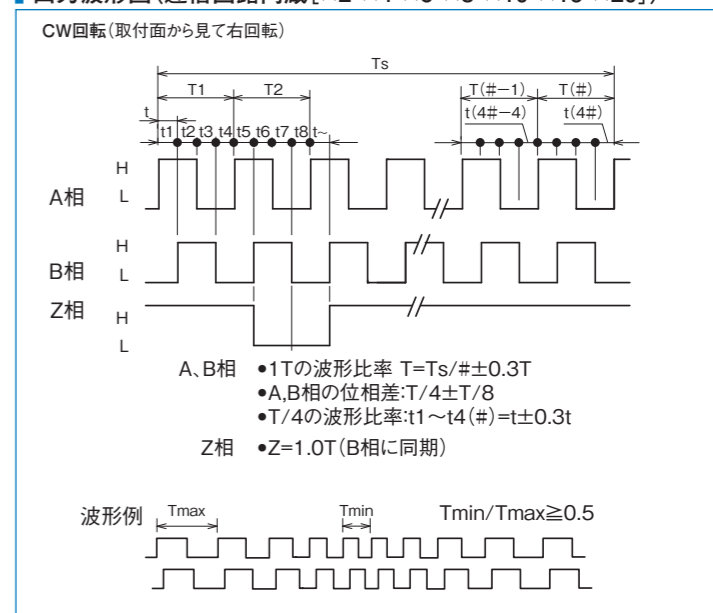 CW回転(取付面から見て右回転)
Ts
T1 T2 T(#−1) T(#)
t t(4#−4) t(4#)
t1 t2 t3 t4 t5 t6 t7 t8 t~
H
A相 L
H
B相 L
Z相 H
L
A、B相 •1Tの波形比率 T=Ts/#±0.3T
•A,B相の位相差:T/4±T/8
•T/4の波形比率:t1~t4(#)=t±0.3t
Z相 •Z=1.0T(B相に同期)
波形例 Tmax Tmin Tmin/Tmax≧0.5